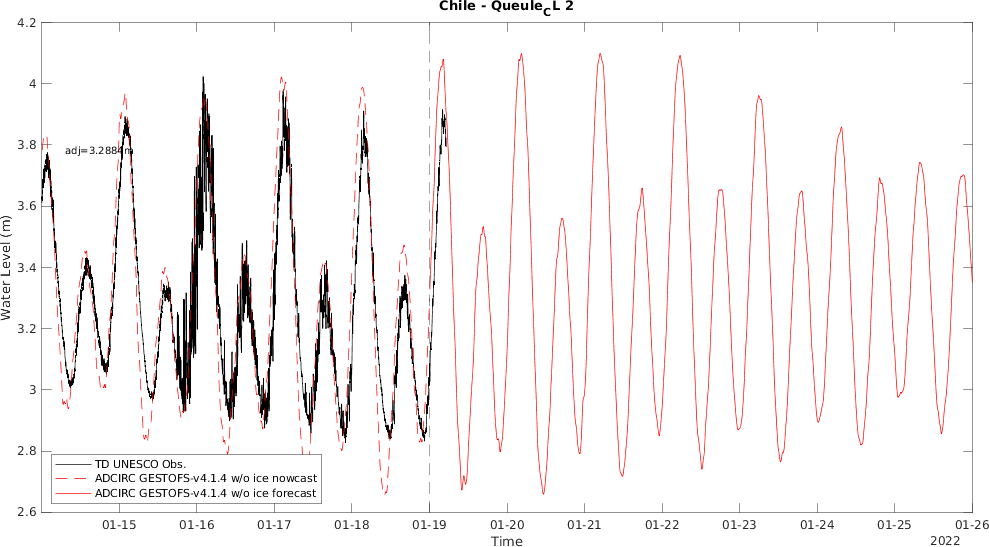 Chile - Queule_CL 2
4.2
4
3.8
3.6
3.4
3.2
3
2.8
2.6
Water Level (m)
adj=3.2884m
TD UNESCO Obs.
ADCIRC GESTOFS-v4.1.4 w/o ice nowcast
ADCIRC GESTOFS-v4.1.4 w/o ice forecast
01-15 01-16 01-17 01-18 01-19 01-20 01-21 01-22 01-23 01-24 01-25 01-26
Time
2022